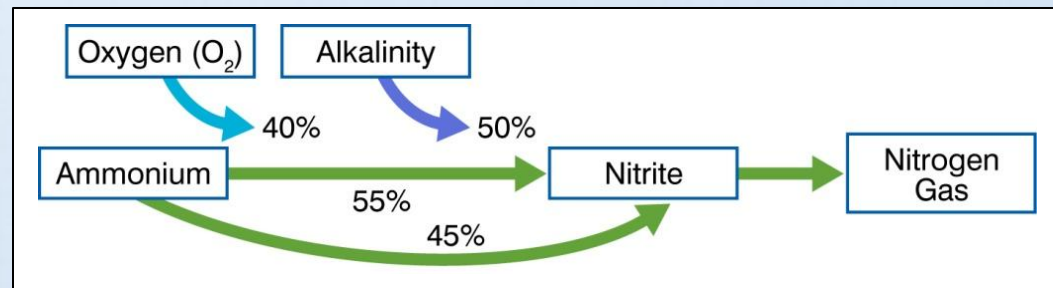 Oxygen (O₂)
Alkalinity
40%
50%
Ammonium
Nitrite
Nitrogen
Gas
55%
45%